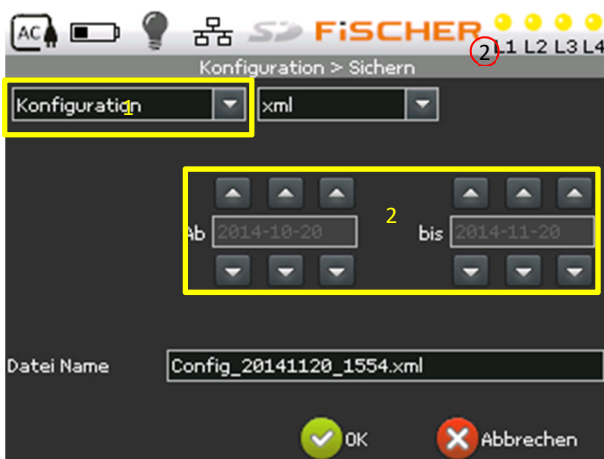 AC SD FiSCHER 2 L1 L2 L3 L4
Konfiguration > Sichern
Konfiguration 1 xml
Ab 2014-10-20 2 bis 2014-11-20
Datei Name Config_20141120_1554.xml
OK Abbrechen